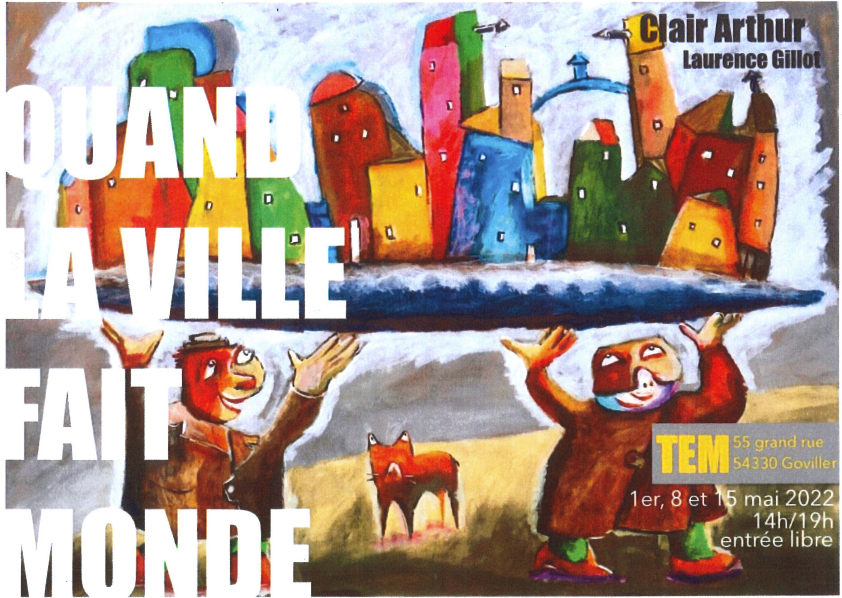 Clair Arthur
Laurence Gillot
QUAND
LA VILLE
FAIT
MONDE
TEM
55 grand rue
54330 Goviller
1er, 8 et 15 mai 2022
14h/19h
entrée libre